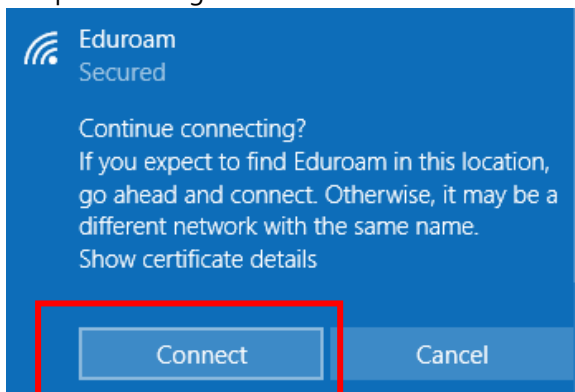 Eduroam
Secured
Continue connecting?
If you expect to find Eduroam in this location,
go ahead and connect. Otherwise, it may be a
different network with the same name.
Show certificate details
Connect
Cancel